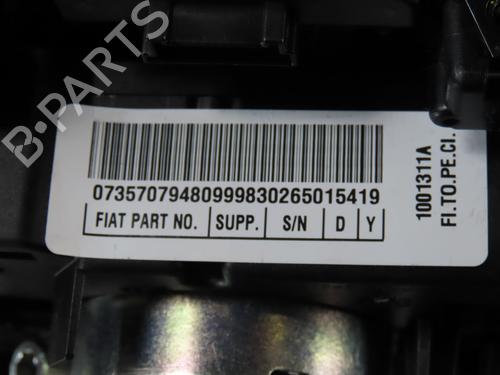 B-PARTS
07357079480999830265015419
FIAT PART NO. SUPP. S/N D Y
1001311A
FI.TO.PE.CI.